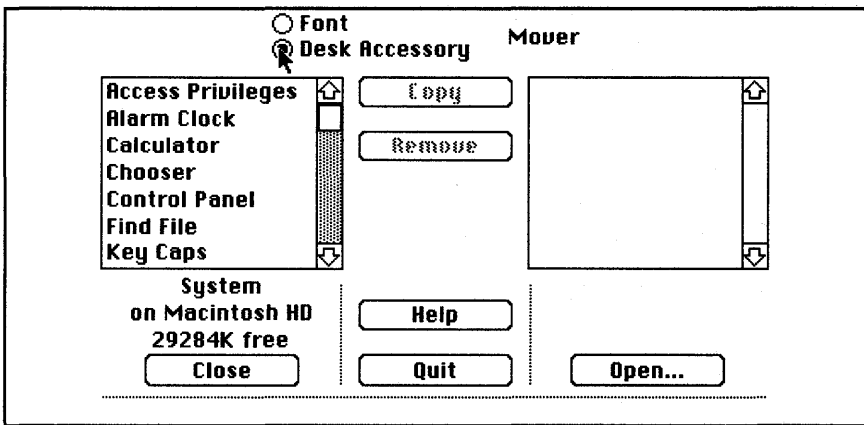 Font
Desk Accessory
Mover
Access Privileges
Alarm Clock
Calculator
Chooser
Control Panel
Find File
Key Caps
Copy
Remove
System
on Macintosh HD
29284K free
Close
Help
Quit
Open...